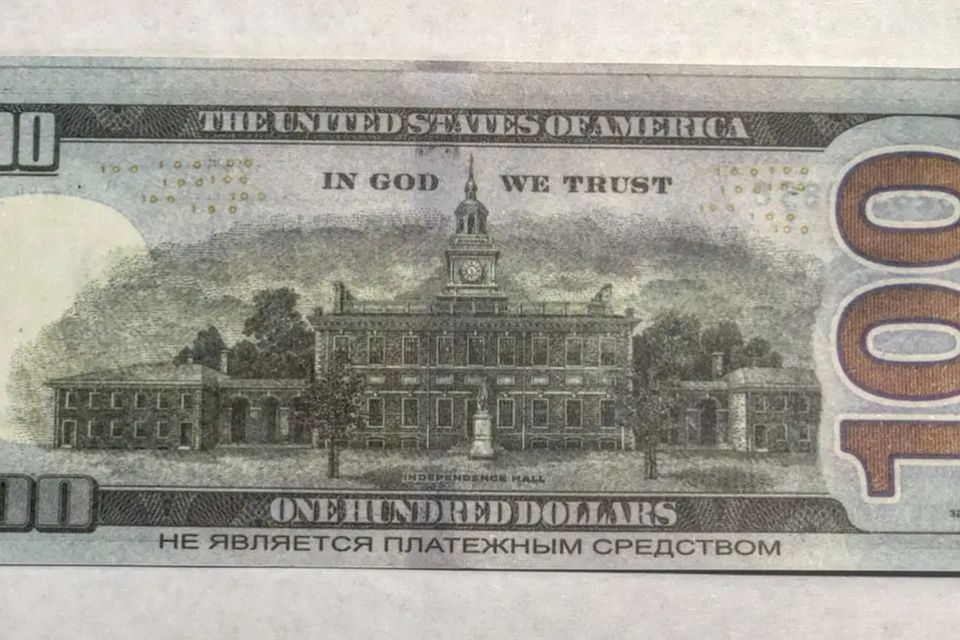 THE UNITED STATES OF AMERICA
IN GOD WE TRUST
100
INDEPENDENCE HALL
ONE HUNDRED DOLLARS
НЕ ЯВЛЯЕТСЯ ПЛАТЕЖНЫМ СРЕДСТВОМ